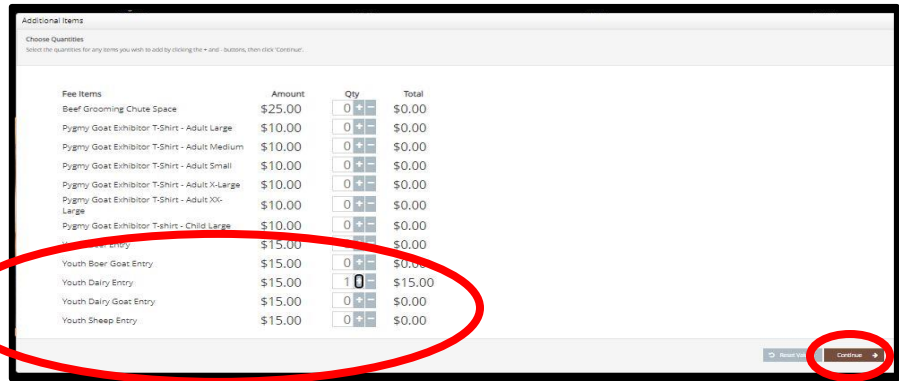 Additional Items
Choose Quantities
Select the quantities for any items you wish to add by clicking the + and - buttons, then click 'Continue'.
Fee Items Amount Qty Total
Beef Grooming Chute Space $25.00 0 + - $0.00
Pygmy Goat Exhibitor T-Shirt - Adult Large $10.00 0 + - $0.00
Pygmy Goat Exhibitor T-Shirt - Adult Medium $10.00 0 + - $0.00
Pygmy Goat Exhibitor T-Shirt - Adult Small $10.00 0 + - $0.00
Pygmy Goat Exhibitor T-Shirt - Adult X-Large $10.00 0 + - $0.00
Pygmy Goat Exhibitor T-Shirt - Adult XX-
Large $10.00 0 + - $0.00
Pygmy Goat Exhibitor T-shirt - Child Large $10.00 0 + - $0.00
Entry $15.00 $0.00
Youth Boer Goat Entry $15.00 0 + - $0.00
Youth Dairy Entry $15.00 1 - $15.00
Youth Dairy Goat Entry $15.00 0 + - $0.00
Youth Sheep Entry $15.00 0 + - $0.00
Reset Continue